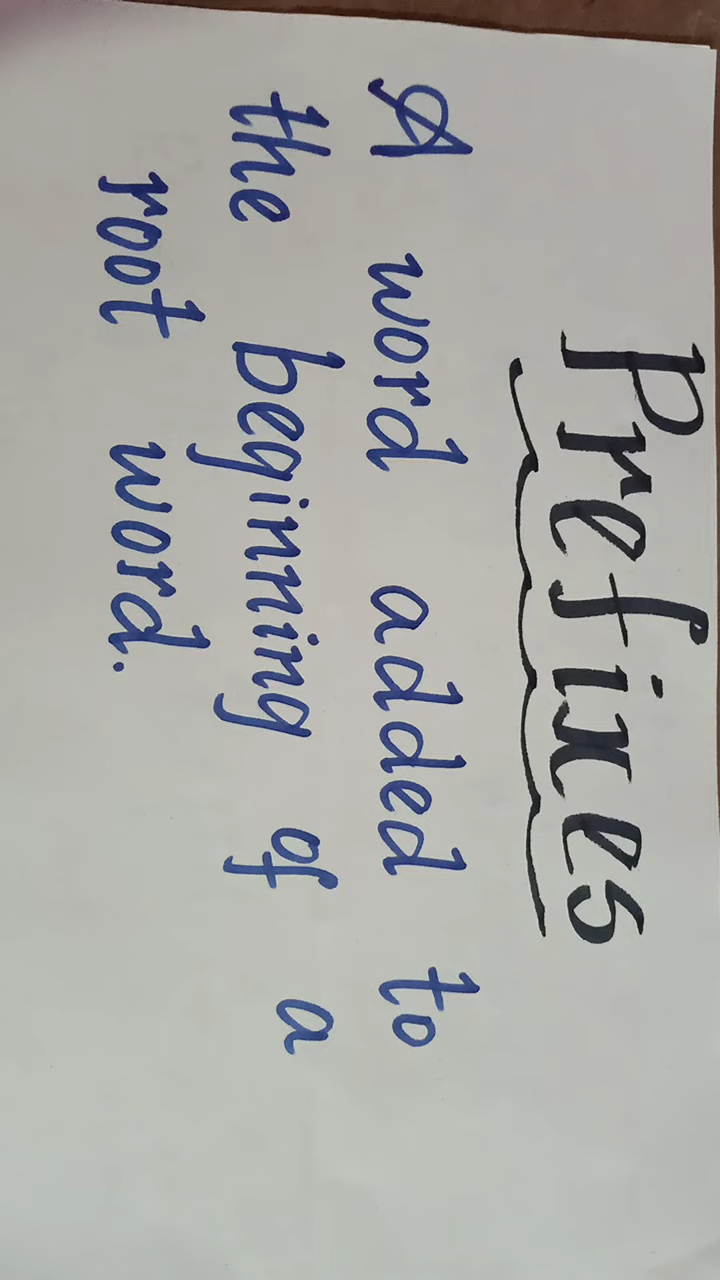 Prefixes
A word added to
the beginning of a
root word.